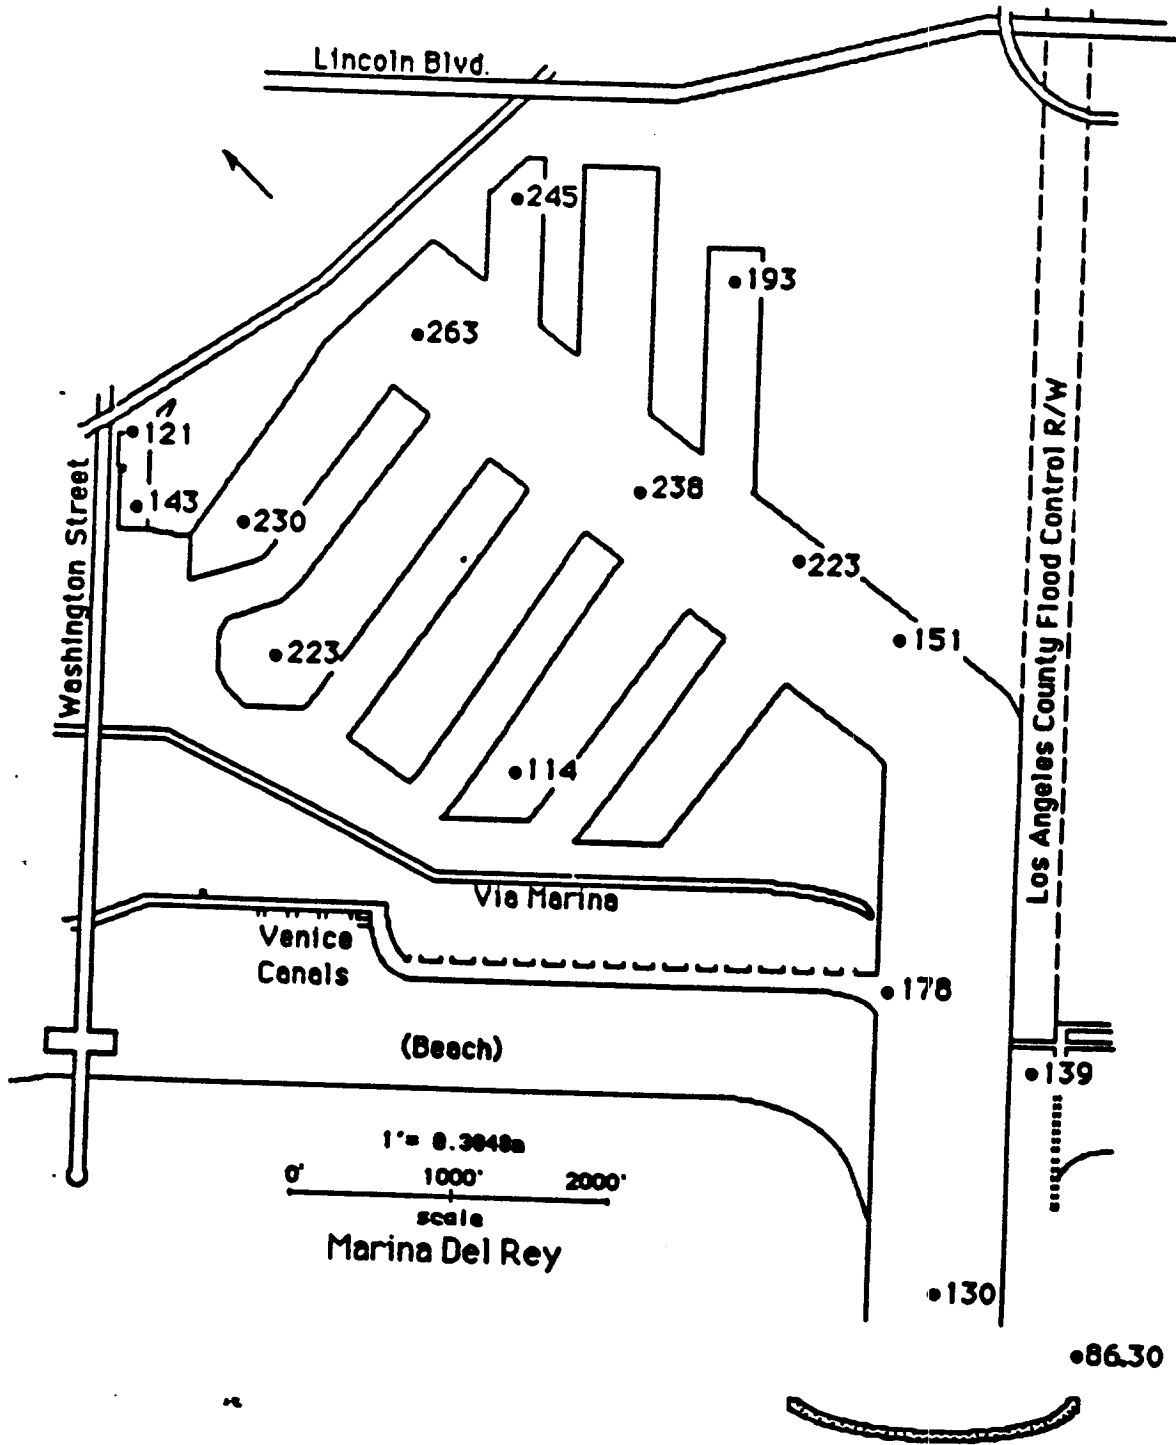 Lincoln Blvd.
245
193
263
121
143
230
238
223
151
223
114
Washington Street
Los Angeles County Flood Control R/W
Via Marina
Venice
Canals
178
(Beach)
139
1'= 0.3048m
0' 1000' 2000'
scale
Marina Del Rey
130
86.30